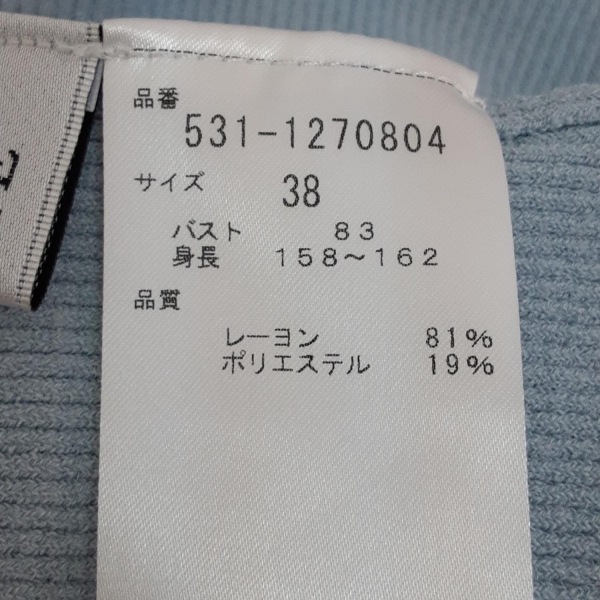 品番
531-1270804
サイズ 38
バスト 83
身長 158～162
品質
レーヨン 81%
ポリエステル 19%